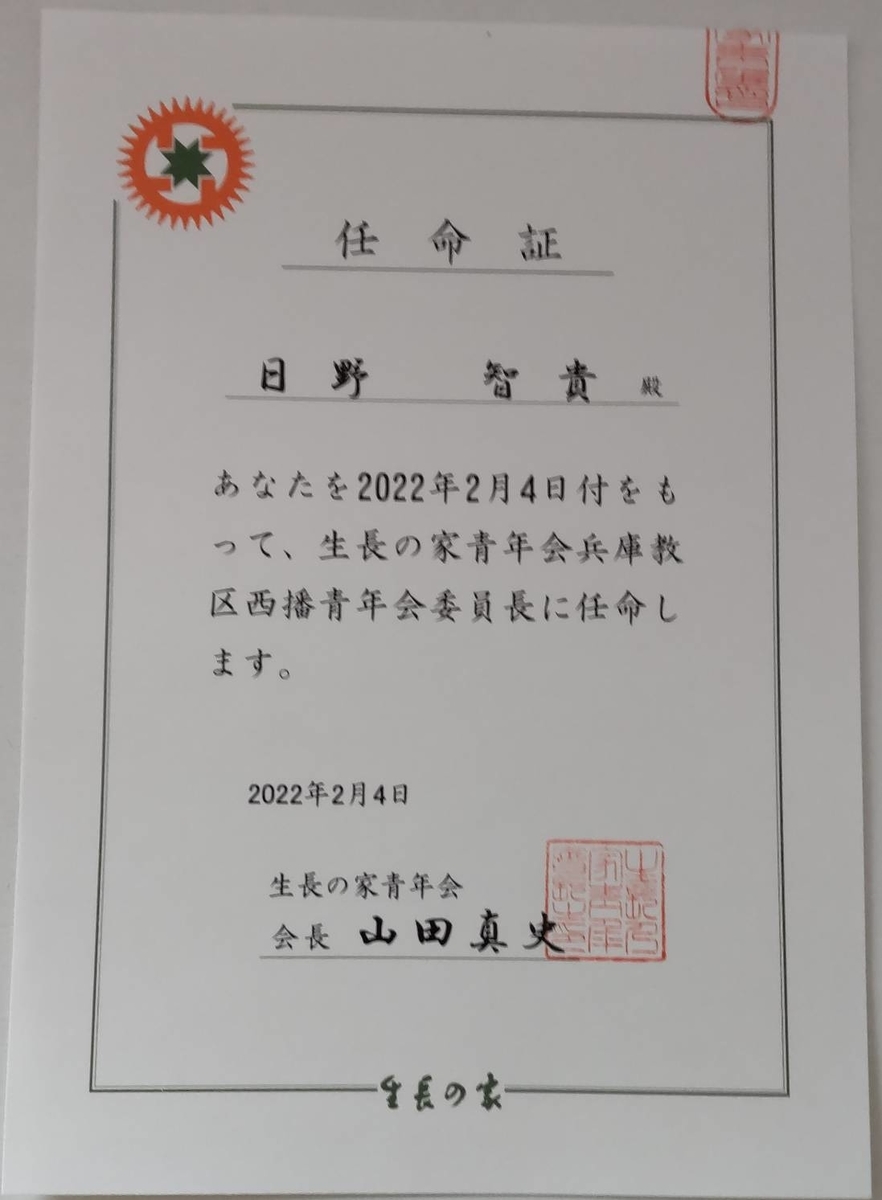 任命証
日野 智貴 殿
あなたを2022年2月4日付をも
って、生長の家青年会兵庫教
区西播青年会委員長に任命し
ます。
2022年2月4日
生長の家青年会
会長 山田真史
生長の家